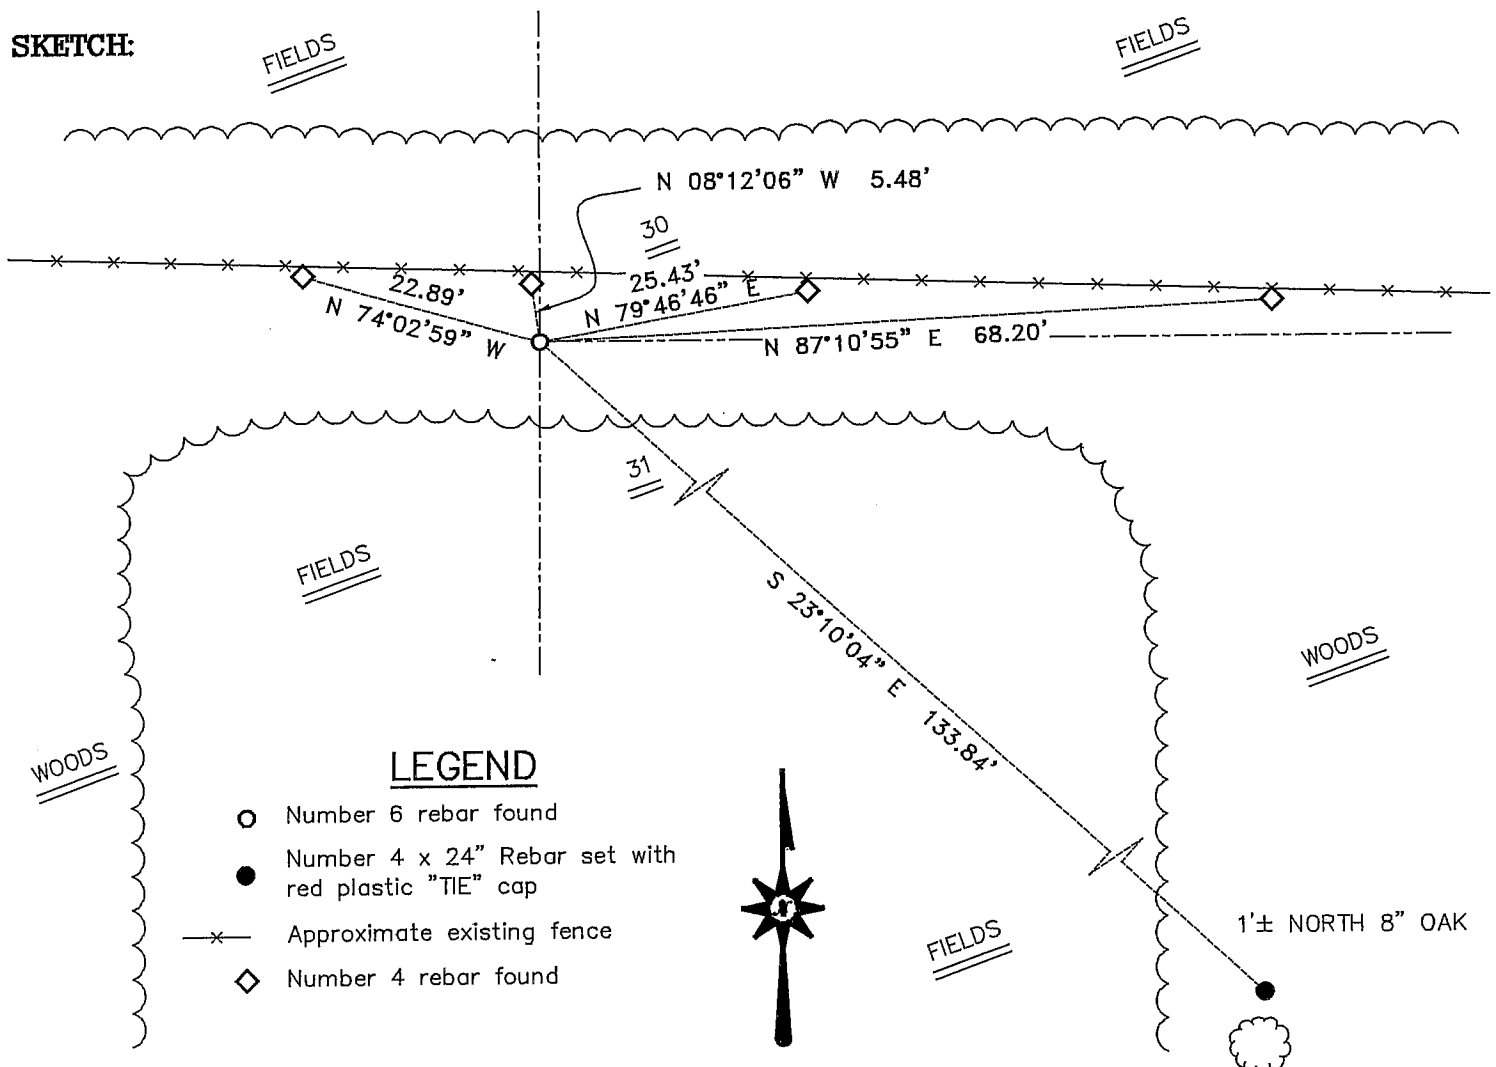 SKETCH:
FIELDS
FIELDS
N 08°12'06" W 5.48'
30
25.43'
N 79°46'46" E
22.89'
N 74°02'59" W
N 87°10'55" E 68.20'
31
FIELDS
S 23°10'04" E 133.84'
WOODS
WOODS
LEGEND
Number 6 rebar found
Number 4 x 24" Rebar set with
red plastic "TIE" cap
Approximate existing fence
Number 4 rebar found
N
FIELDS
1'± NORTH 8" OAK